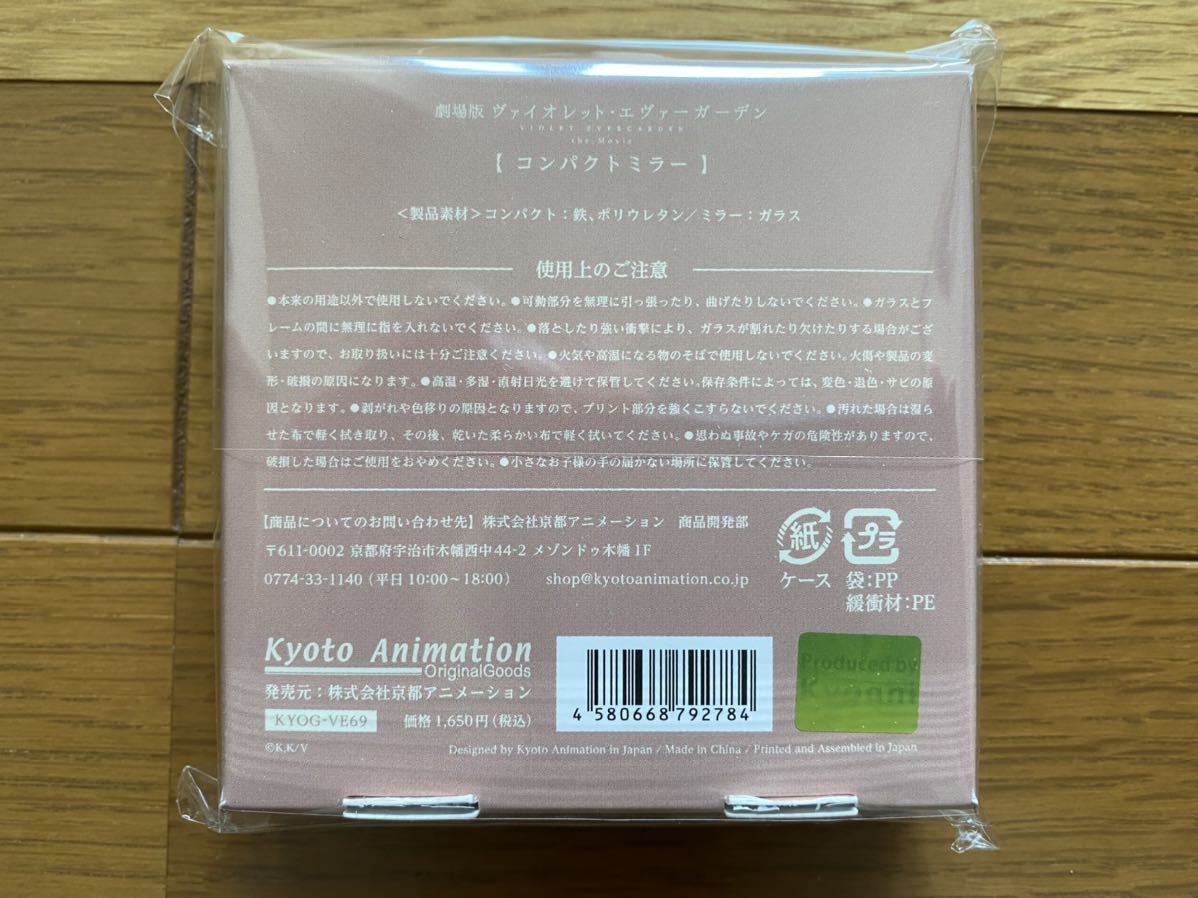 劇場版 ヴァイオレット・エヴァーガーデン
VIOLET EVERGARDEN
the Movie
【 コンパクトミラー 】
＜製品素材＞コンパクト：鉄、ポリウレタン／ミラー：ガラス
使用上のご注意
●本来の用途以外で使用しないでください。●可動部分を無理に引っ張ったり、曲げたりしないでください。●ガラスとフ
レームの間に無理に指を入れないでください。●落としたり強い衝撃により、ガラスが割れたり欠けたりする場合がござ
いますので、お取り扱いには十分ご注意ください。●火気や高温になる物のそばで使用しないでください。火傷や製品の変
形・破損の原因になります。●高温・多湿・直射日光を避けて保管してください。保存条件によっては、変色・退色・サビの原
因となります。●剥がれや色移りの原因となりますので、プリント部分を強くこすらないでください。●汚れた場合は湿ら
せた布で軽く拭き取り、その後、乾いた柔らかい布で軽く拭いてください。●思わぬ事故やケガの危険性がありますので、
破損した場合はご使用をおやめください。●小さなお子様の手の届かない場所に保管してください。
【商品についてのお問い合わせ先】株式会社京都アニメーション 商品開発部
〒611-0002 京都府宇治市木幡西中44-2 メゾンドゥ木幡 1F
0774-33-1140（平日 10:00～18:00） shop@kyotoanimation.co.jp
紙 プラ
ケース 袋：PP
緩衝材：PE
Kyoto Animation
OriginalGoods
発売元：株式会社京都アニメーション
KYOG-VE69 価格 1,650円（税込）
4 580668 792784
Produced by
KyoAni
©K.K/V
Designed by Kyoto Animation in Japan / Made in China / Printed and Assembled in Japan